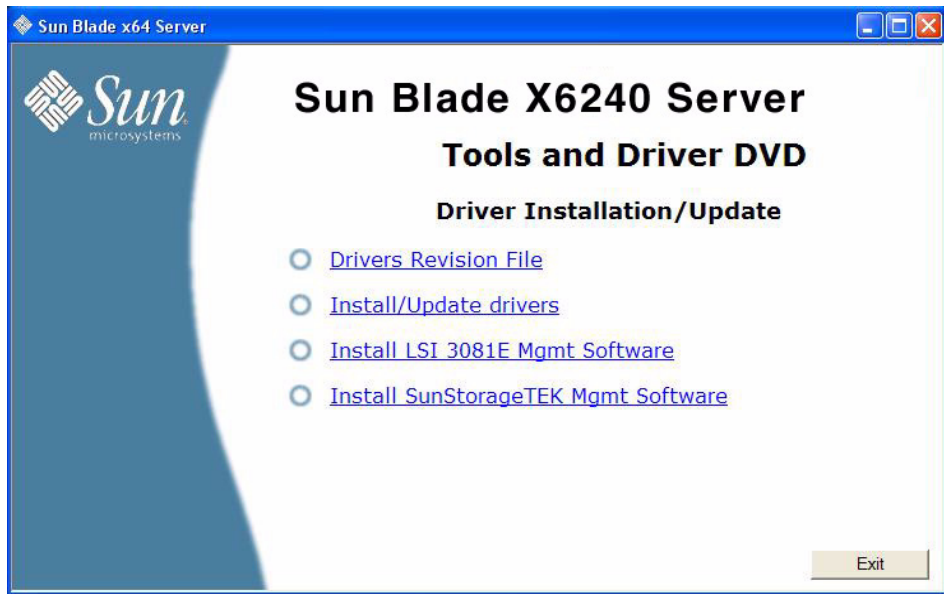 Sun Blade x64 Server
Sun
microsystems
Sun Blade X6240 Server
Tools and Driver DVD
Driver Installation/Update
Drivers Revision File
Install/Update drivers
Install LSI 3081E Mgmt Software
Install SunStorageTEK Mgmt Software
Exit